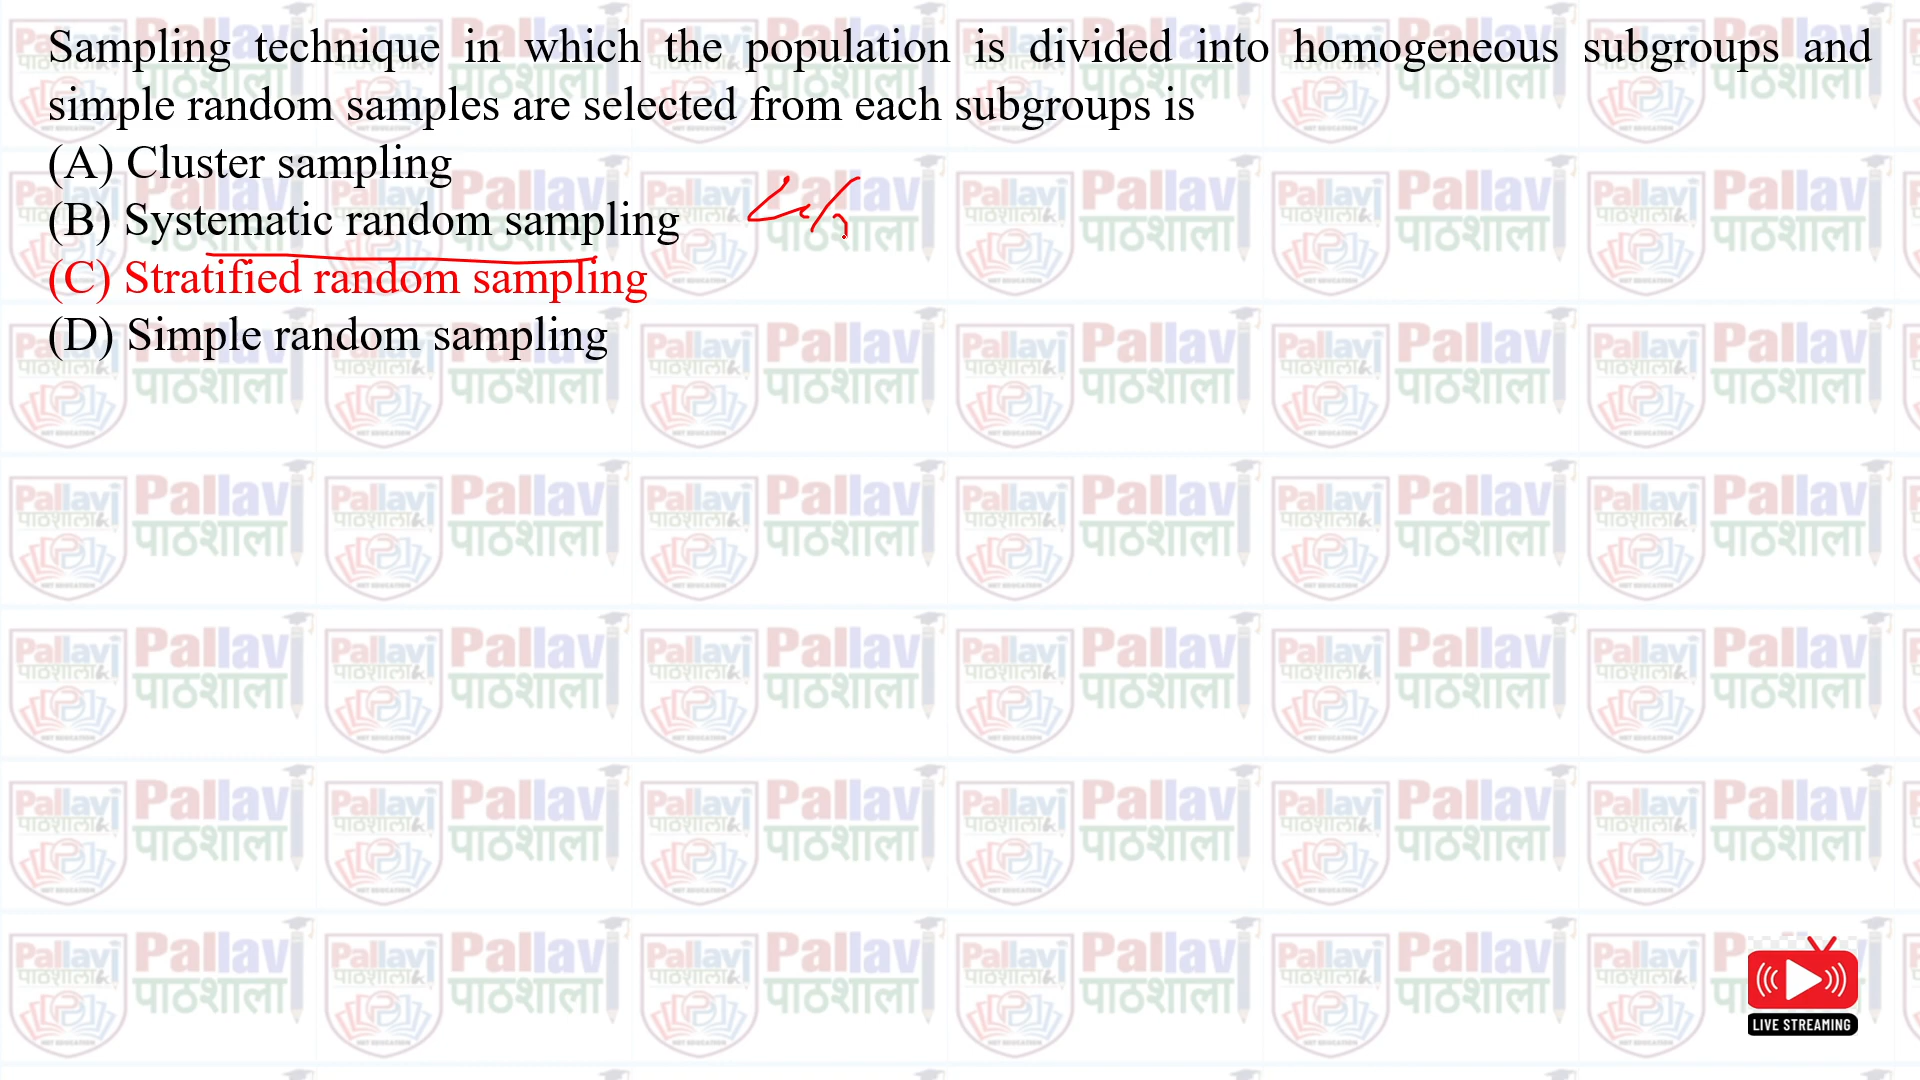 Sampling technique in which the population is divided into homogeneous subgroups and
simple random samples are selected from each subgroups is
(A) Cluster sampling
(B) Systematic random sampling
(C) Stratified random sampling
(D) Simple random sampling
LIVE STREAMING